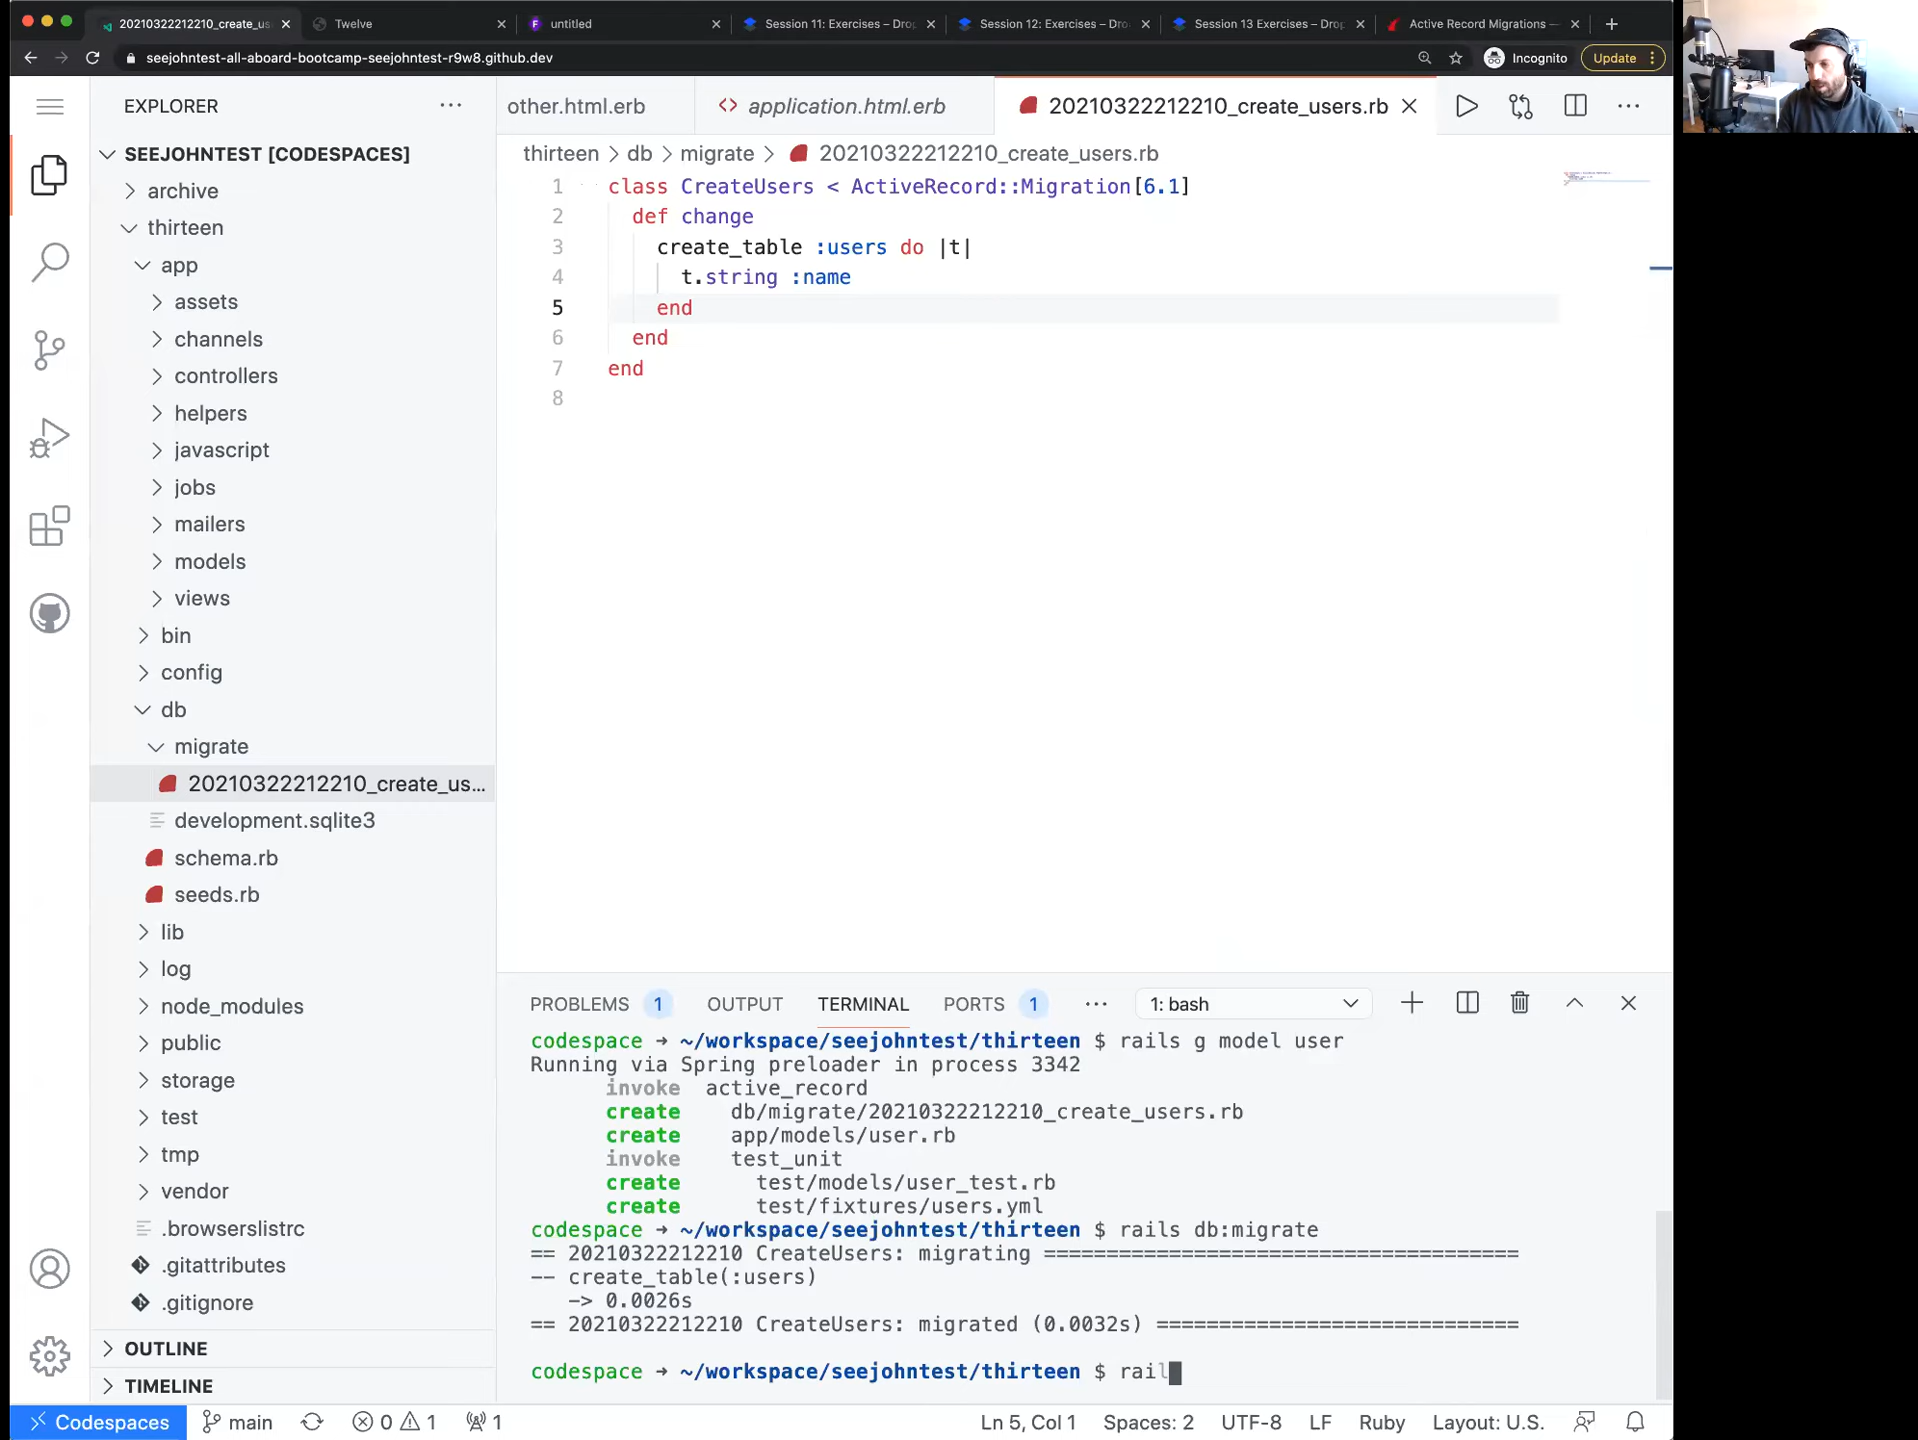 20210322212210_create_us
Twelve
untitled
Session 11: Exercises – Dro
Session 12: Exercises – Dro
Session 13 Exercises – Dro
Active Record Migrations —
seejohntest-all-aboard-bootcamp-seejohntest-r9w8.github.dev
Incognito
Update
EXPLORER
other.html.erb
application.html.erb
20210322212210_create_users.rb
SEEJOHNTEST [CODESPACES]
archive
thirteen
app
assets
channels
controllers
helpers
javascript
jobs
mailers
models
views
bin
config
db
migrate
20210322212210_create_us...
development.sqlite3
schema.rb
seeds.rb
lib
log
node_modules
public
storage
test
tmp
vendor
.browserslistrc
.gitattributes
.gitignore
OUTLINE
TIMELINE
thirteen > db > migrate > 20210322212210_create_users.rb
1 class CreateUsers < ActiveRecord::Migration[6.1]
2 def change
3 create_table :users do |t|
4 t.string :name
5 end
6 end
7 end
8
PROBLEMS 1 OUTPUT TERMINAL PORTS 1 ··· 1: bash
codespace → ~/workspace/seejohntest/thirteen $ rails g model user
Running via Spring preloader in process 3342
invoke active_record
create db/migrate/20210322212210_create_users.rb
create app/models/user.rb
invoke test_unit
create test/models/user_test.rb
create test/fixtures/users.yml
codespace → ~/workspace/seejohntest/thirteen $ rails db:migrate
== 20210322212210 CreateUsers: migrating ======================================
-- create_table(:users)
-> 0.0026s
== 20210322212210 CreateUsers: migrated (0.0032s) =============================
codespace → ~/workspace/seejohntest/thirteen $ rail
Codespaces main 0 1 1 Ln 5, Col 1 Spaces: 2 UTF-8 LF Ruby Layout: U.S.